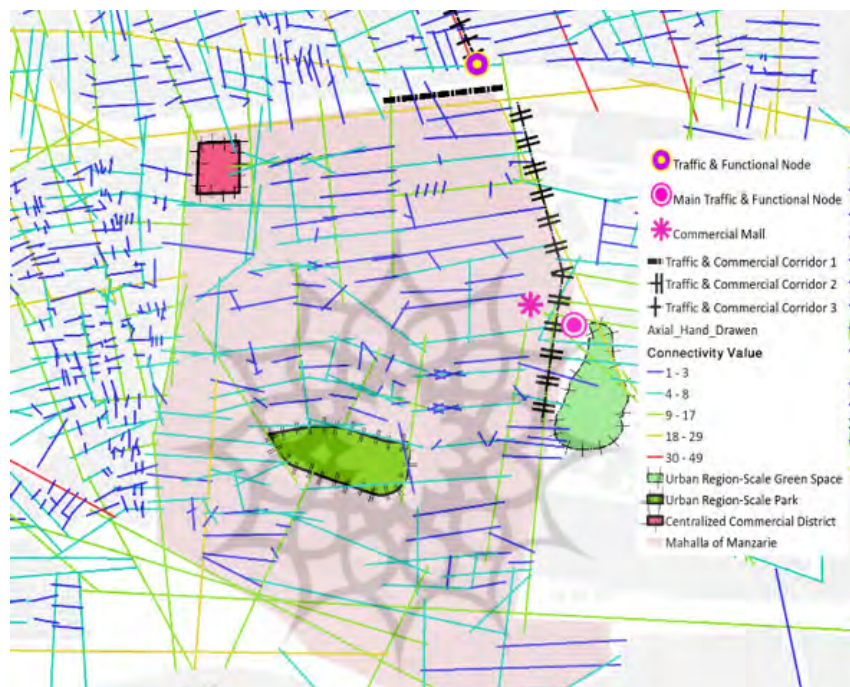 Traffic & Functional Node
Main Traffic & Functional Node
Commercial Mall
Traffic & Commercial Corridor 1
Traffic & Commercial Corridor 2
Traffic & Commercial Corridor 3
Axial_Hand_Drawen
Connectivity Value
1 - 3
4 - 8
9 - 17
18 - 29
30 - 49
Urban Region-Scale Green Space
Urban Region-Scale Park
Centralized Commercial District
Mahalla of Manzarie